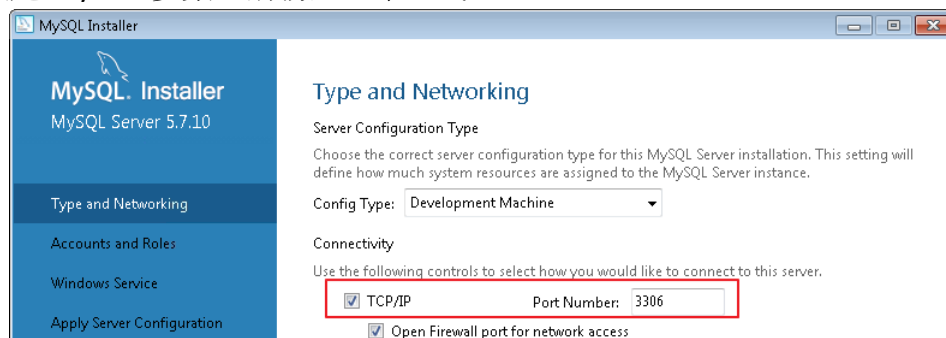 MySQL Installer
MySQL. Installer
MySQL Server 5.7.10
Type and Networking
Accounts and Roles
Windows Service
Apply Server Configuration
Type and Networking
Server Configuration Type
Choose the correct server configuration type for this MySQL Server installation. This setting will
define how much system resources are assigned to the MySQL Server instance.
Config Type: Development Machine
Connectivity
Use the following controls to select how you would like to connect to this server.
TCP/IP Port Number: 3306
Open Firewall port for network access